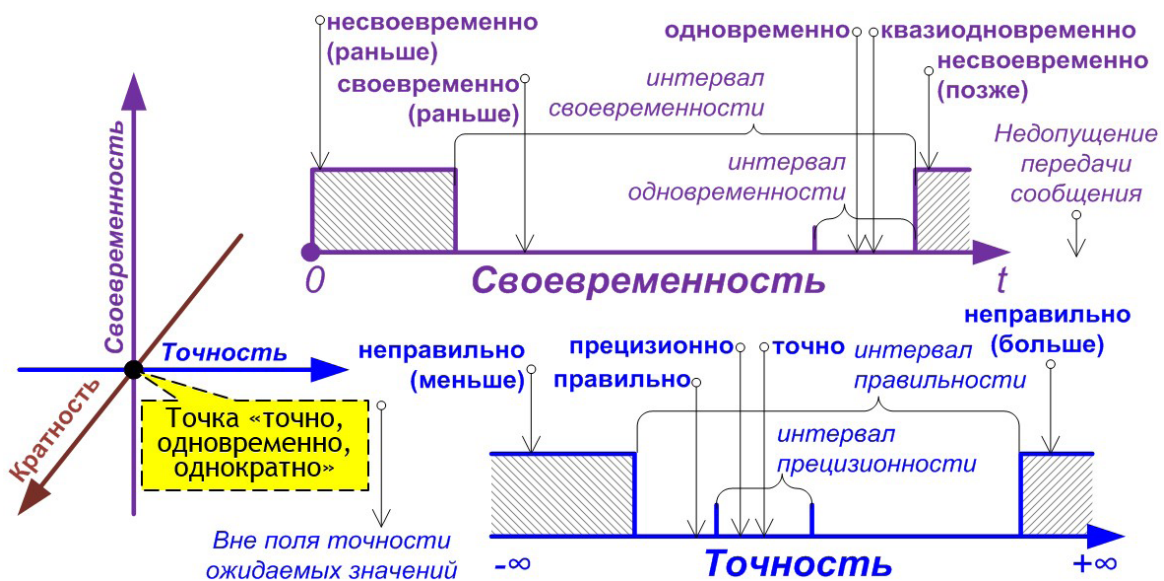 несвоевременно
(раньше)
своевременно
(раньше)
одновременно
квазиодновременно
несвоевременно
(позже)
интервал
своевременности
интервал
одновременности
Недопущение
передачи
сообщения
0
Своевременность
t
Своевременность
Точность
Кратность
Точка «точно,
одновременно,
однократно»
Вне поля точности
ожидаемых значений
неправильно
(меньше)
прецизионно
правильно
точно
интервал
правильности
неправильно
(больше)
интервал
прецизионности
-∞
Точность
+∞